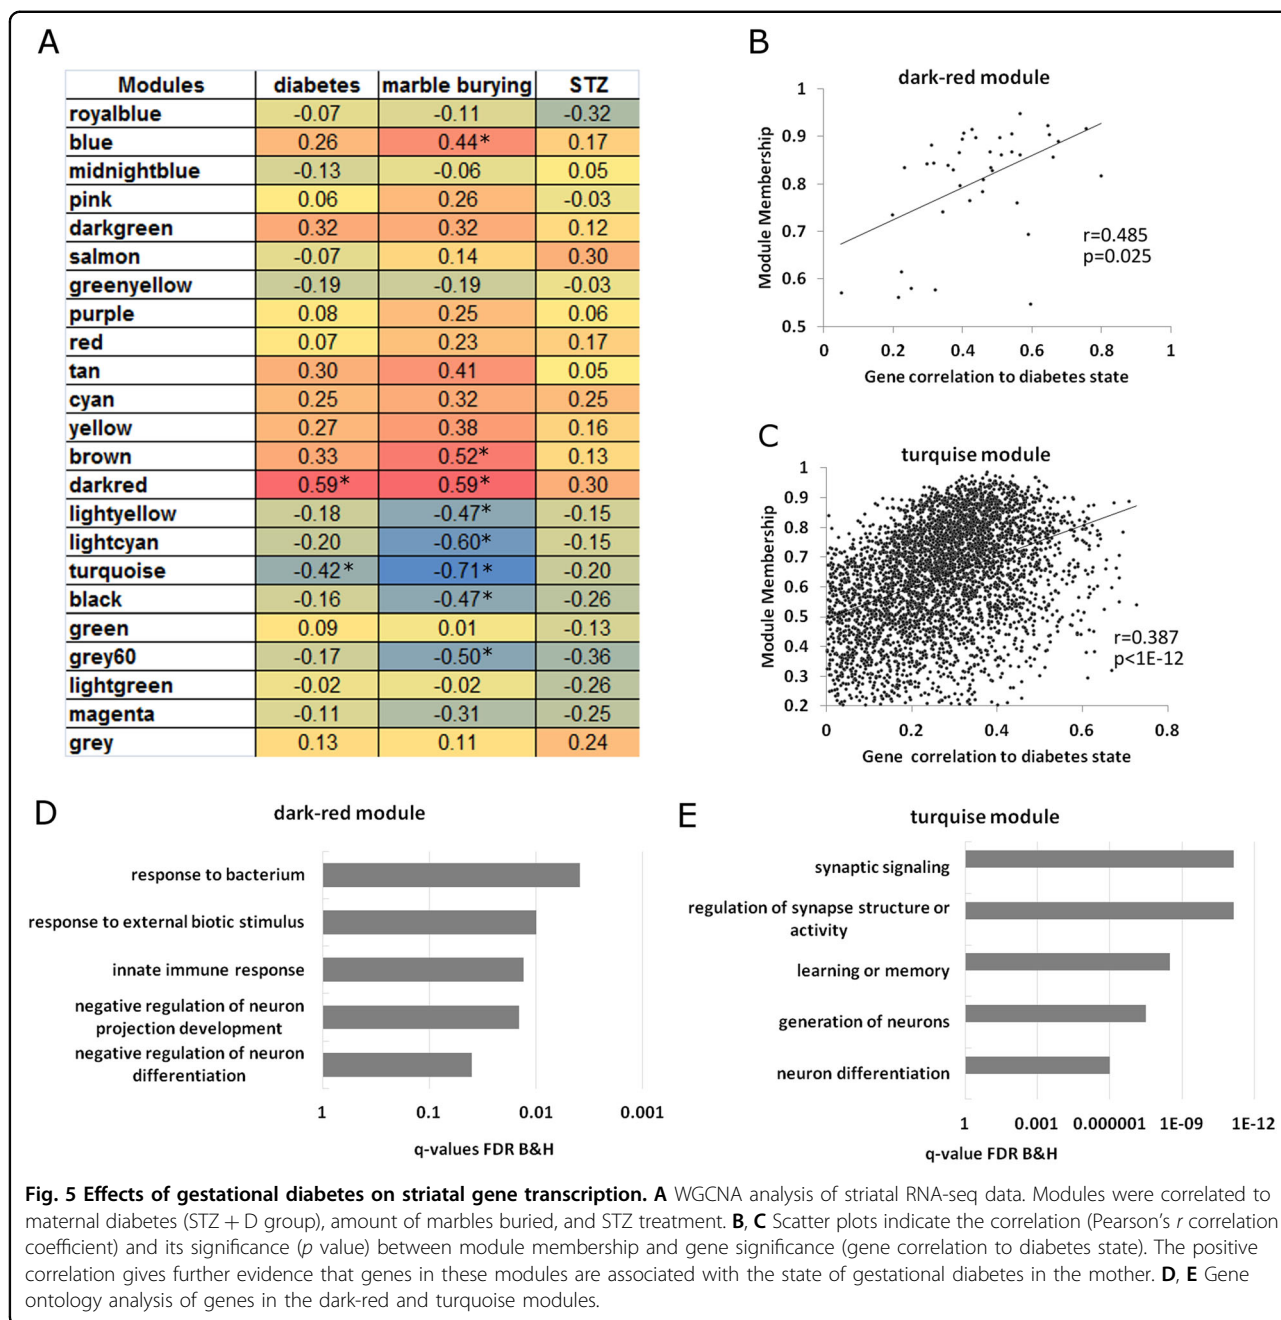 A
Modules diabetes marble burying STZ
royalblue -0.07 -0.11 -0.32
blue 0.26 0.44* 0.17
midnightblue -0.13 -0.06 0.05
pink 0.06 0.26 -0.03
darkgreen 0.32 0.32 0.12
salmon -0.07 0.14 0.30
greenyellow -0.19 -0.19 -0.03
purple 0.08 0.25 0.06
red 0.07 0.23 0.17
tan 0.30 0.41 0.05
cyan 0.25 0.32 0.25
yellow 0.27 0.38 0.16
brown 0.33 0.52* 0.13
darkred 0.59* 0.59* 0.30
lightyellow -0.18 -0.47* -0.15
lightcyan -0.20 -0.60* -0.15
turquoise -0.42* -0.71* -0.20
black -0.16 -0.47* -0.26
green 0.09 0.01 -0.13
grey60 -0.17 -0.50* -0.36
lightgreen -0.02 -0.02 -0.26
magenta -0.11 -0.31 -0.25
grey 0.13 0.11 0.24
B
dark-red module
Module Membership
1
0.9
0.8
0.7
0.6
0.5
r=0.485
p=0.025
0 0.2 0.4 0.6 0.8 1
Gene correlation to diabetes state
C
turquise module
Module Membership
1
0.9
0.8
0.7
0.6
0.5
0.4
0.3
0.2
r=0.387
p<1E-12
0 0.2 0.4 0.6 0.8
Gene correlation to diabetes state
D
dark-red module
response to bacterium
response to external biotic stimulus
innate immune response
negative regulation of neuron
projection development
negative regulation of neuron
differentiation
1 0.1 0.01 0.001
q-values FDR B&H
E
turquise module
synaptic signaling
regulation of synapse structure or
activity
learning or memory
generation of neurons
neuron differentiation
1 0.001 0.000001 1E-09 1E-12
q-value FDR B&H
Fig. 5 Effects of gestational diabetes on striatal gene transcription. A WGCNA analysis of striatal RNA-seq data. Modules were correlated to
maternal diabetes (STZ + D group), amount of marbles buried, and STZ treatment. B, C Scatter plots indicate the correlation (Pearson's r correlation
coefficient) and its significance (p value) between module membership and gene significance (gene correlation to diabetes state). The positive
correlation gives further evidence that genes in these modules are associated with the state of gestational diabetes in the mother. D, E Gene
ontology analysis of genes in the dark-red and turquoise modules.